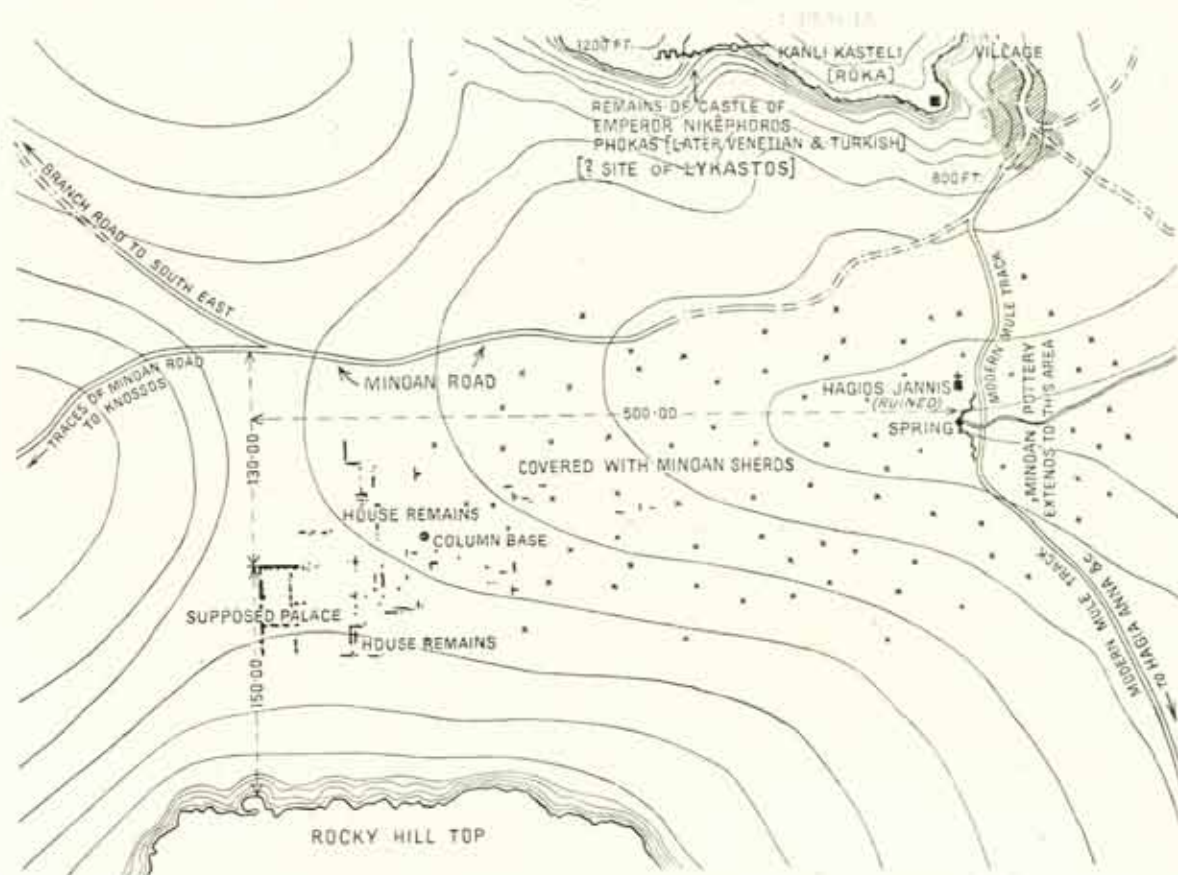 1200 FT.
KANLI KASTELI
[ROKA]
VILLAGE
REMAINS OF CASTLE OF
EMPEROR NIKEPHOROS
PHOKAS [LATER VENETIAN & TURKISH]
[? SITE OF LYKASTOS]
800 FT.
BRANCH ROAD TO SOUTH EAST
TRACES OF MINOAN ROAD
TO KNOSSOS
MINOAN ROAD
MODERN MULE TRACK
HAGIOS JANNIS
(RUINED)
SPRING
MINOAN POTTERY
EXTENDS TO THIS AREA
500·00
130·00
COVERED WITH MINOAN SHERDS
HOUSE REMAINS
COLUMN BASE
SUPPOSED PALACE
HOUSE REMAINS
150·00
MODERN MULE TRACK
TO HAGIA ANNA &C
ROCKY HILL TOP